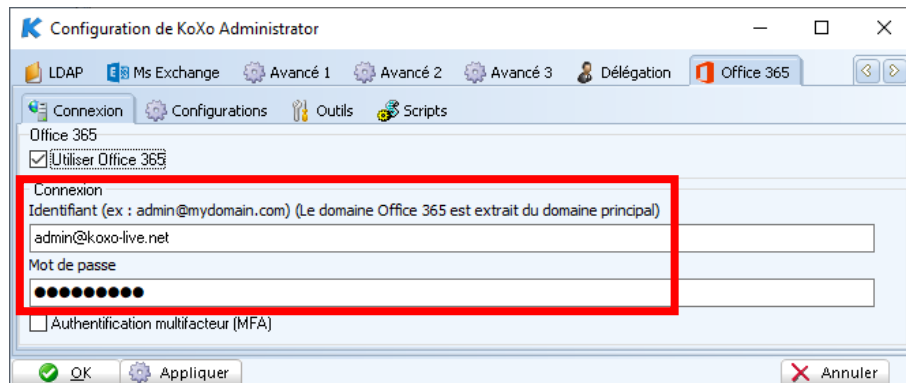 Configuration de KoXo Administrator
LDAP Ms Exchange Avancé 1 Avancé 2 Avancé 3 Délégation Office 365
Connexion Configurations Outils Scripts
Office 365
Utiliser Office 365
Connexion
Identifiant (ex : admin@mydomain.com) (Le domaine Office 365 est extrait du domaine principal)
admin@koxo-live.net
Mot de passe
●●●●●●●●●
Authentification multifacteur (MFA)
OK Appliquer Annuler